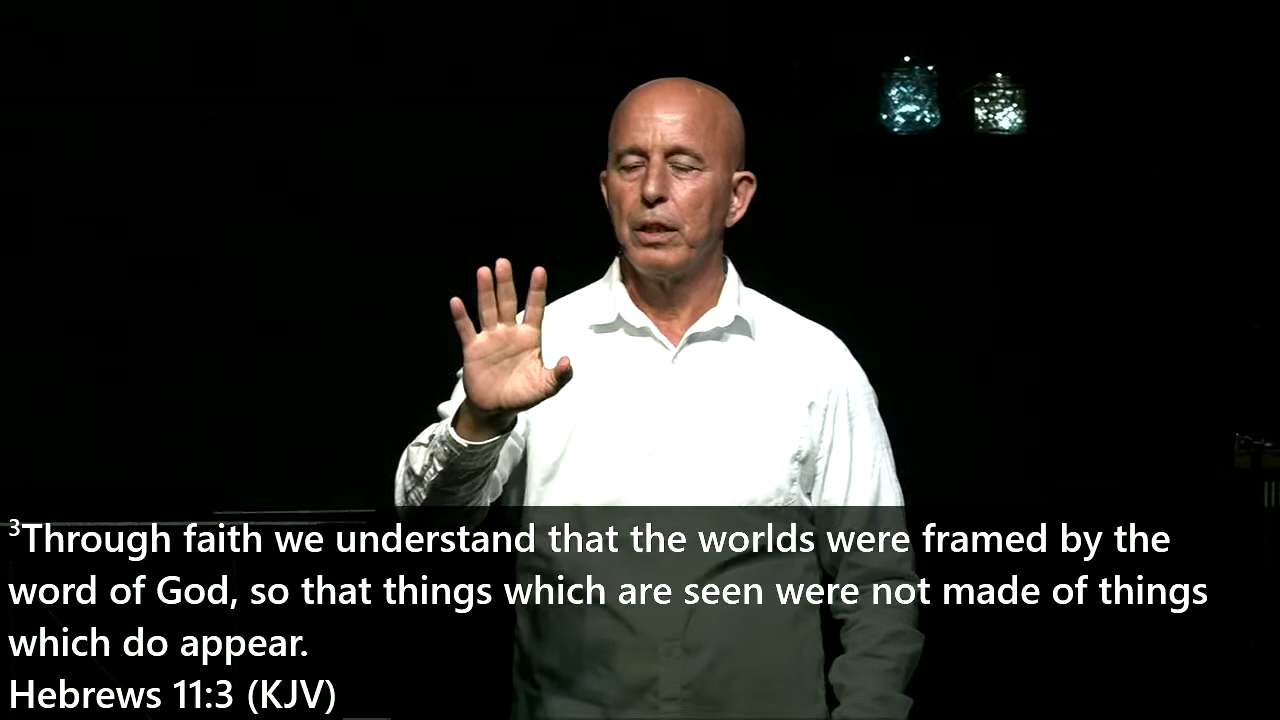 ³Through faith we understand that the worlds were framed by the
word of God, so that things which are seen were not made of things
which do appear.
Hebrews 11:3 (KJV)